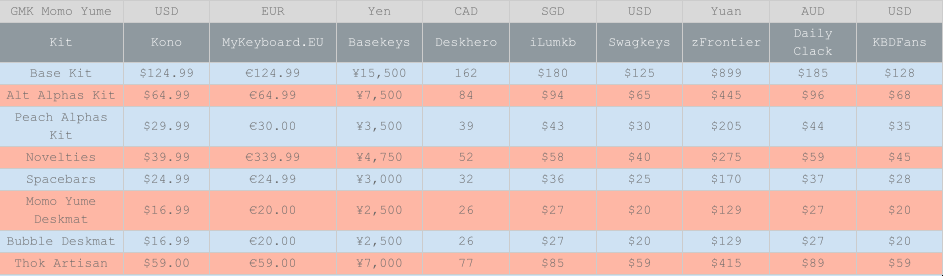 GMK Momo Yume USD EUR Yen CAD SGD USD Yuan AUD USD
Kit Kono MyKeyboard.EU Basekeys Deskhero iLumkb Swagkeys zFrontier Daily Clack KBDFans
Base Kit $124.99 €124.99 ¥15,500 162 $180 $125 $899 $185 $128
Alt Alphas Kit $64.99 €64.99 ¥7,500 84 $94 $65 $445 $96 $68
Peach Alphas Kit $29.99 €30.00 ¥3,500 39 $43 $30 $205 $44 $35
Novelties $39.99 €339.99 ¥4,750 52 $58 $40 $275 $59 $45
Spacebars $24.99 €24.99 ¥3,000 32 $36 $25 $170 $37 $28
Momo Yume Deskmat $16.99 €20.00 ¥2,500 26 $27 $20 $129 $27 $20
Bubble Deskmat $16.99 €20.00 ¥2,500 26 $27 $20 $129 $27 $20
Thok Artisan $59.00 €59.00 ¥7,000 77 $85 $59 $415 $89 $59